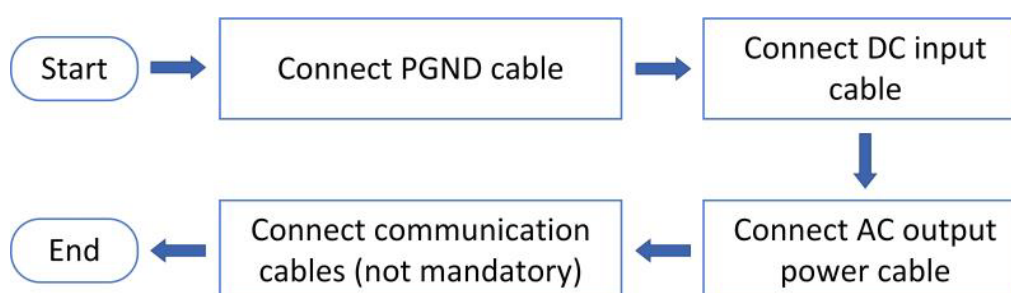 Start
Connect PGND cable
Connect DC input
cable
Connect AC output
power cable
Connect communication
cables (not mandatory)
End